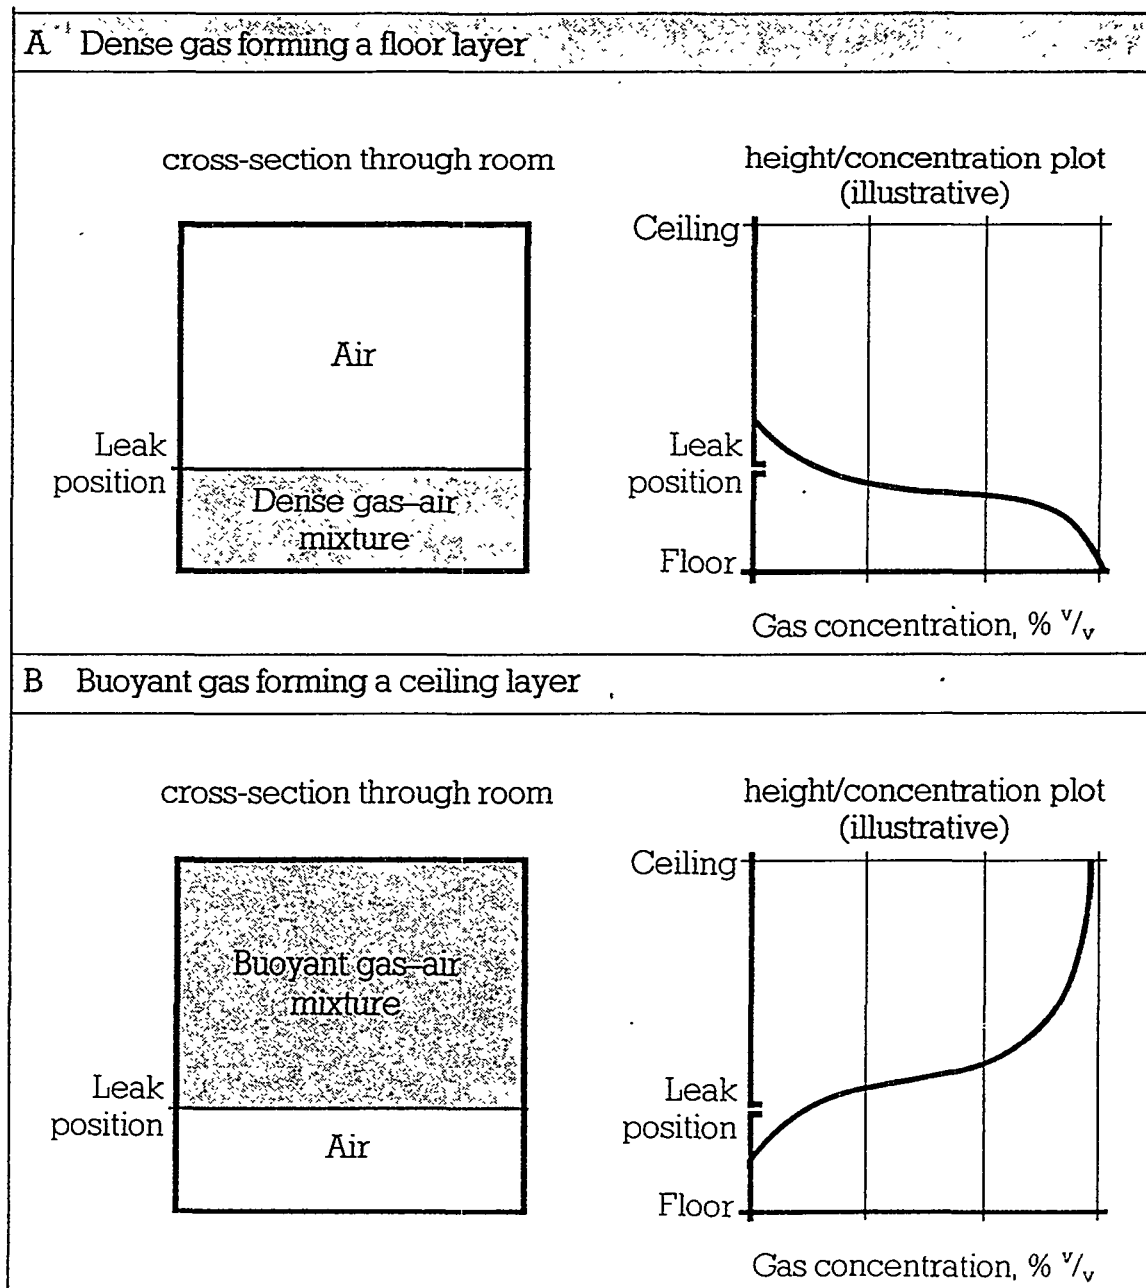 A Dense gas forming a floor layer
cross-section through room
Air
Leak
position
Dense gas–air
mixture
height/concentration plot
(illustrative)
Ceiling
Leak
position
Floor
Gas concentration, % v/v
B Buoyant gas forming a ceiling layer
cross-section through room
Buoyant gas–air
mixture
Leak
position
Air
height/concentration plot
(illustrative)
Ceiling
Leak
position
Floor
Gas concentration, % v/v